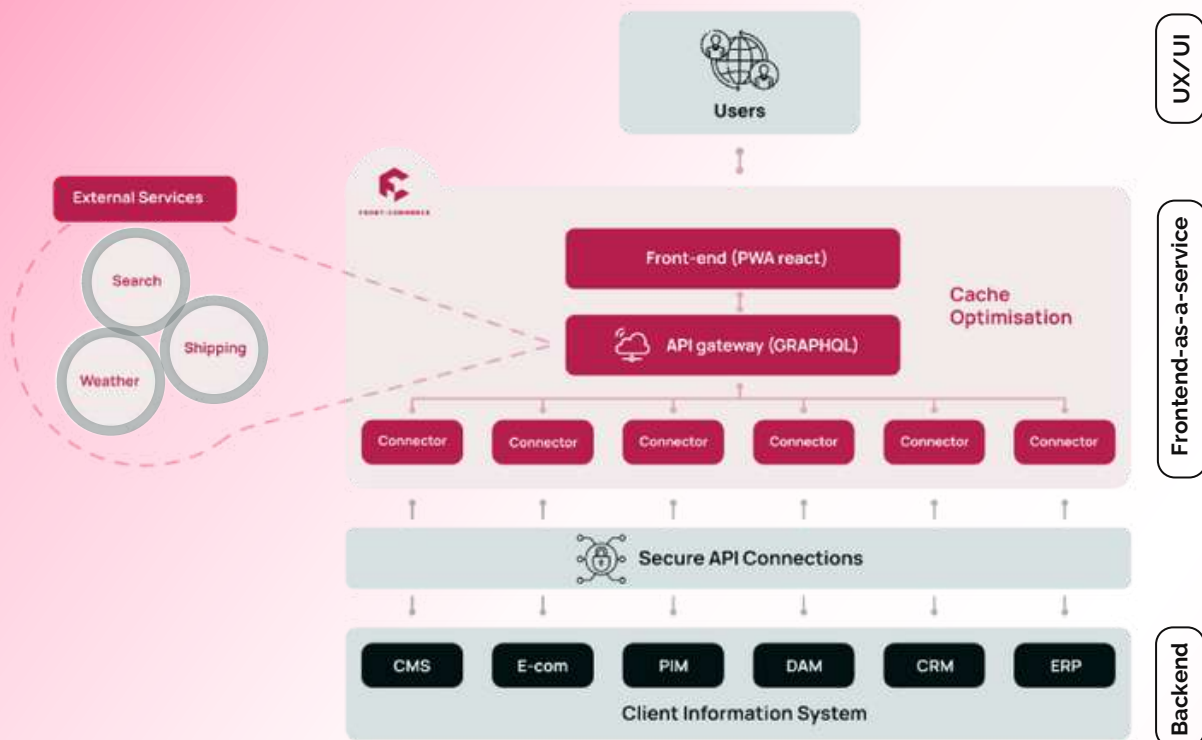 Users
UX/UI
External Services
Search
Shipping
Weather
FRONT-COMMERCE
Front-end (PWA react)
Cache
Optimisation
API gateway (GRAPHQL)
Connector
Connector
Connector
Connector
Connector
Connector
Frontend-as-a-service
Secure API Connections
CMS
E-com
PIM
DAM
CRM
ERP
Client Information System
Backend